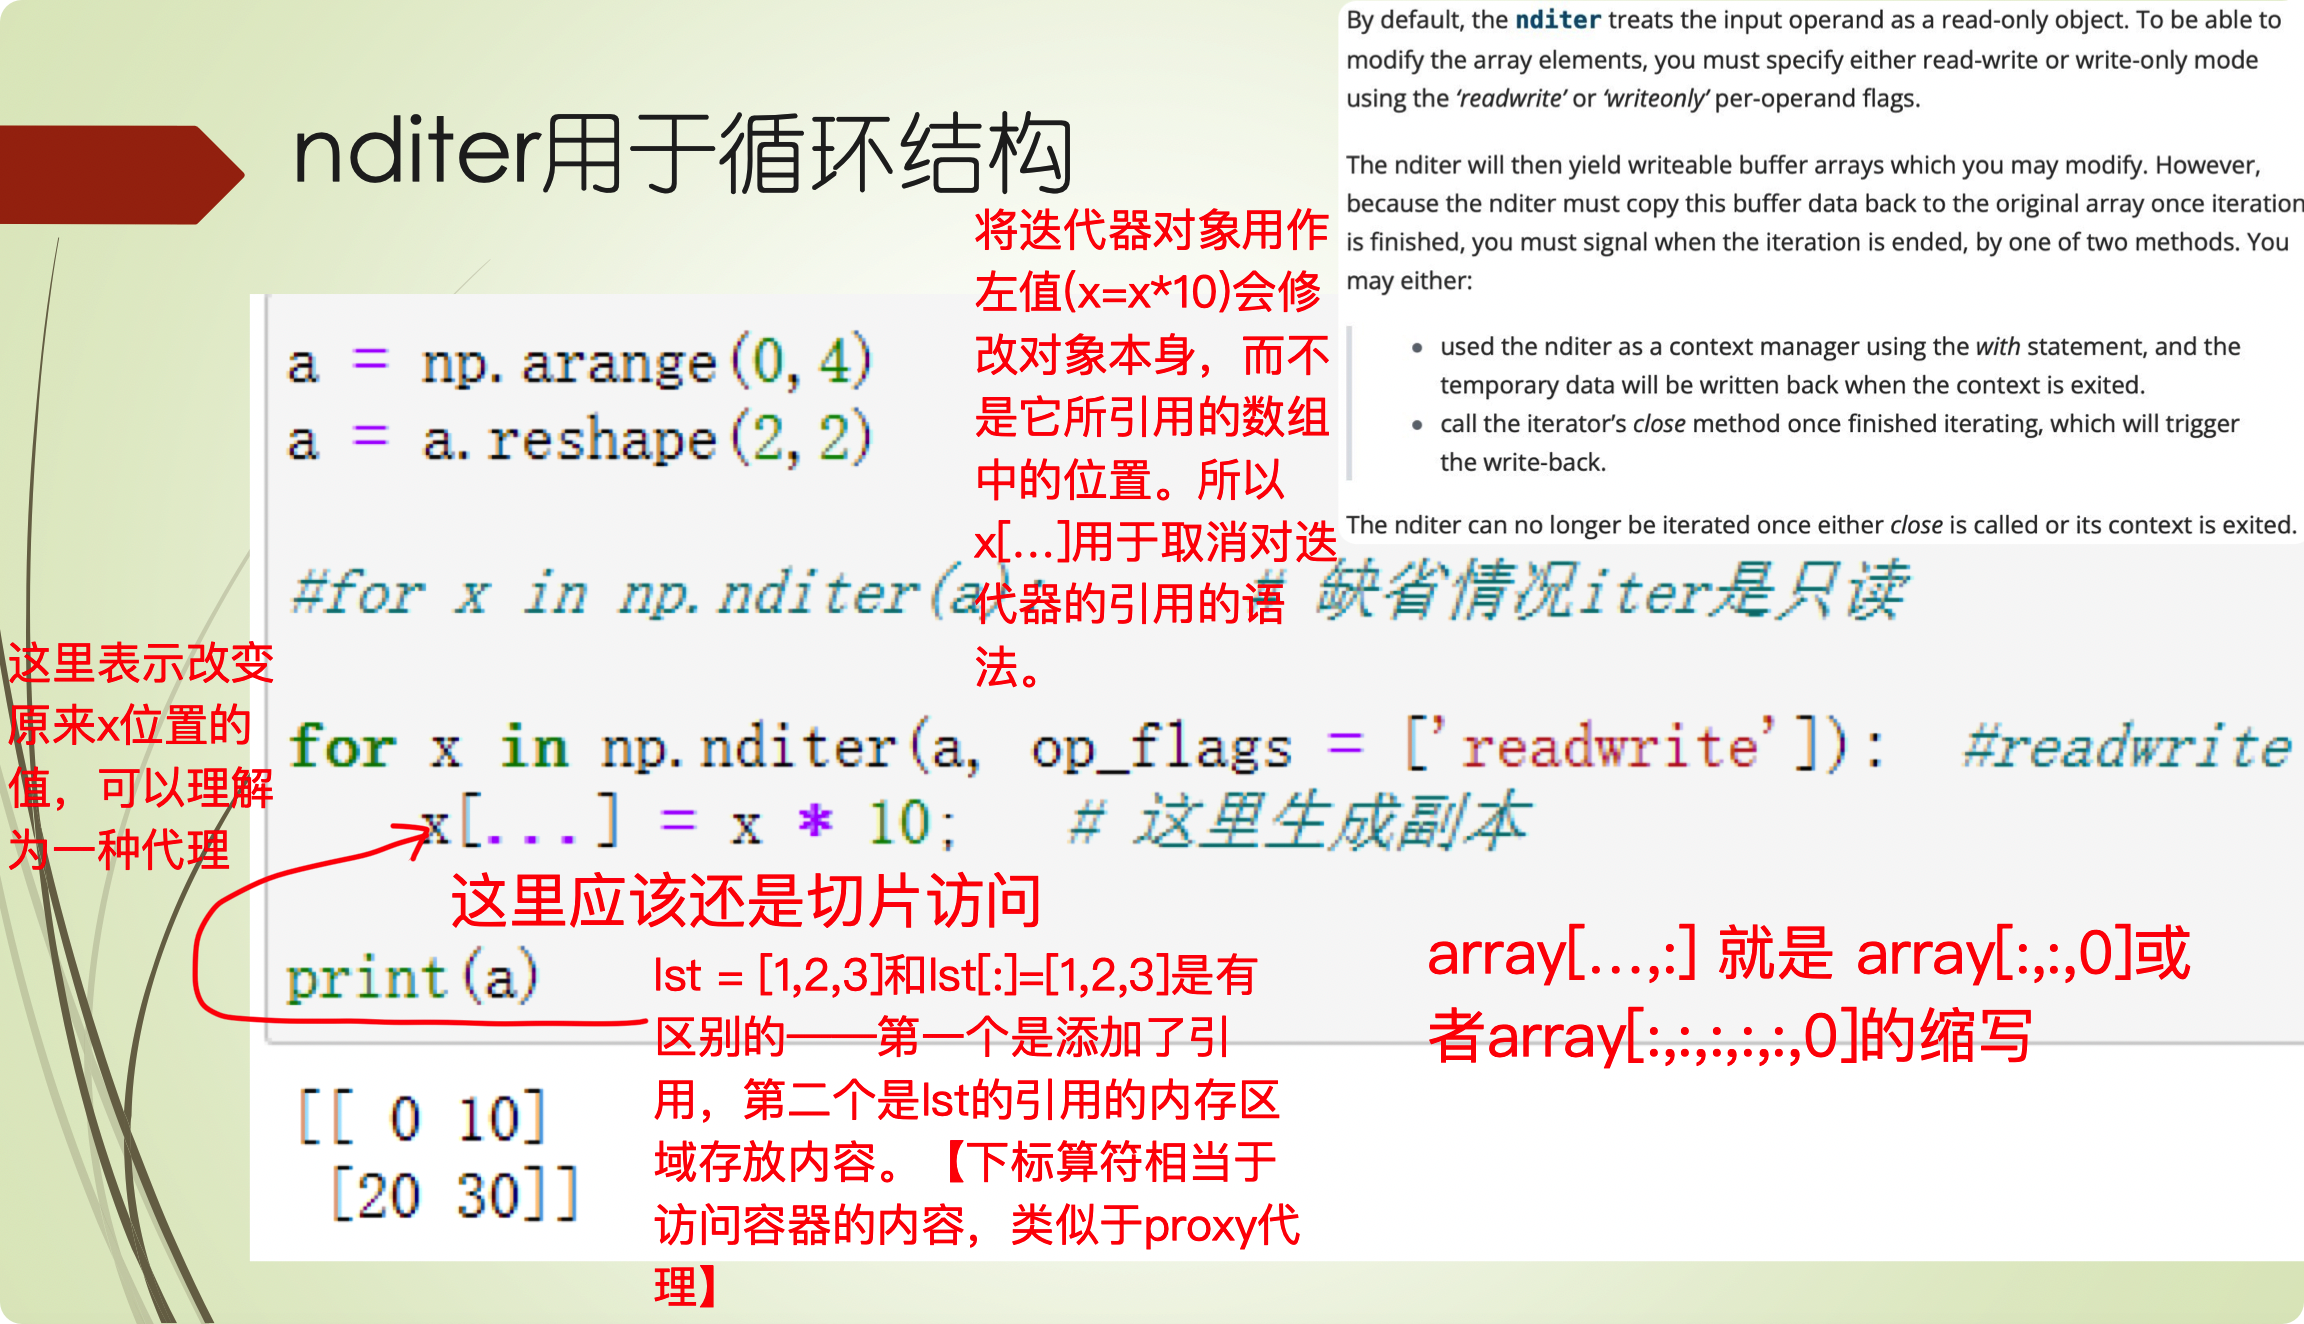 nditer用于循环结构
By default, the nditer treats the input operand as a read-only object. To be able to
modify the array elements, you must specify either read-write or write-only mode
using the 'readwrite' or 'writeonly' per-operand flags.
The nditer will then yield writeable buffer arrays which you may modify. However,
because the nditer must copy this buffer data back to the original array once iteration
is finished, you must signal when the iteration is ended, by one of two methods. You
may either:
• used the nditer as a context manager using the with statement, and the
temporary data will be written back when the context is exited.
• call the iterator's close method once finished iterating, which will trigger
the write-back.
The nditer can no longer be iterated once either close is called or its context is exited.
将迭代器对象用作
左值(x=x*10)会修
改对象本身，而不
是它所引用的数组
中的位置。所以
x[...]用于取消对迭
代器的引用的语
法。
a = np.arange(0,4)
a = a.reshape(2,2)
#for x in np.nditer(a): # 缺省情况iter是只读
for x in np.nditer(a, op_flags = ['readwrite']): #readwrite
x[...] = x * 10; # 这里生成副本
print(a)
这里表示改变
原来x位置的
值，可以理解
为一种代理
这里应该还是切片访问
lst = [1,2,3]和lst[:]=[1,2,3]是有
区别的——第一个是添加了引
用，第二个是lst的引用的内存区
域存放内容。【下标算符相当于
访问容器的内容，类似于proxy代
理】
array[...,:] 就是 array[:,:,0]或
者array[:,:,:,:,:,0]的缩写
[[ 0 10]
[20 30]]